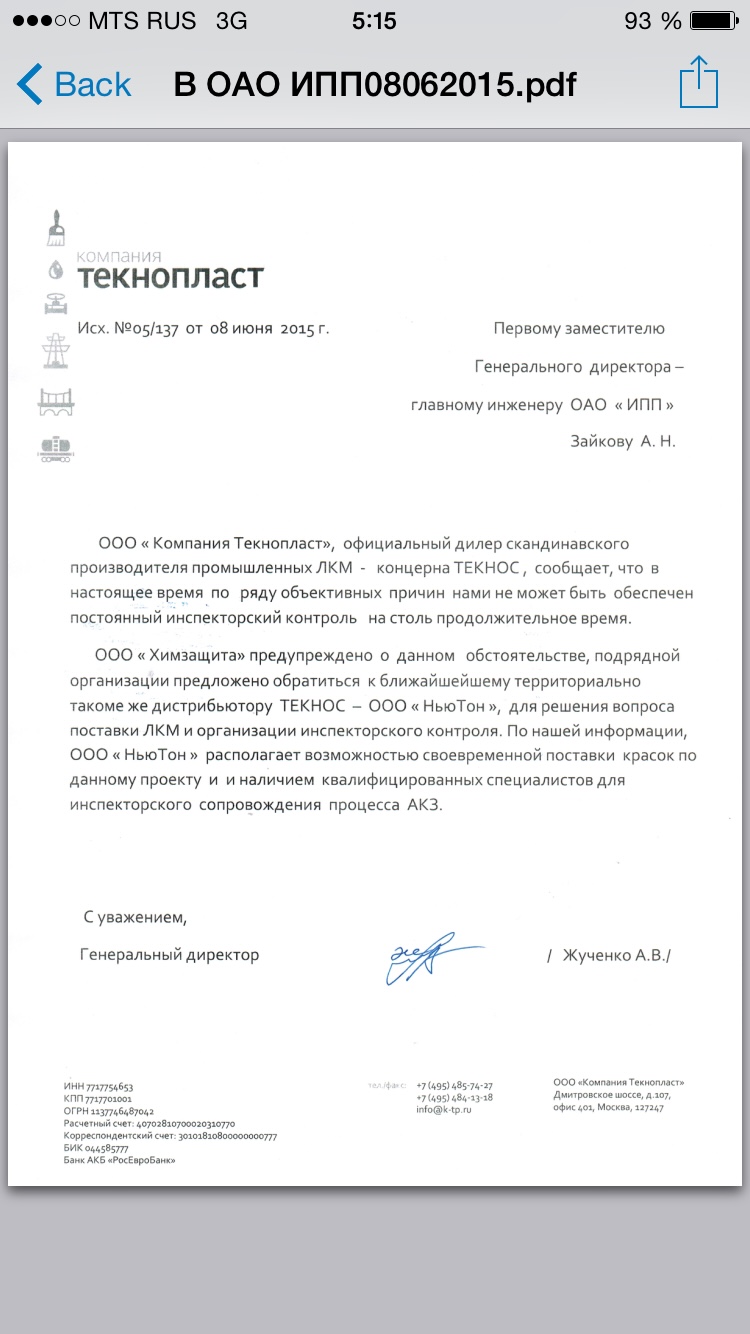 MTS RUS 3G 5:15 93 %
Back В ОАО ИПП08062015.pdf
компания
текнопласт
Исх. №05/137 от 08 июня 2015 г.
Первому заместителю
Генерального директора –
главному инженеру ОАО « ИПП »
Зайкову А. Н.
ООО « Компания Текнопласт», официальный дилер скандинавского
производителя промышленных ЛКМ - концерна ТЕКНОС , сообщает, что в
настоящее время по ряду объективных причин нами не может быть обеспечен
постоянный инспекторский контроль на столь продолжительное время.
ООО « Химзащита» предупреждено о данном обстоятельстве, подрядной
организации предложено обратиться к ближайшейшему территориально
такоме же дистрибьютору ТЕКНОС – ООО « НьюТон », для решения вопроса
поставки ЛКМ и организации инспекторского контроля. По нашей информации,
ООО « НьюТон » располагает возможностью своевременной поставки красок по
данному проекту и и наличием квалифицированных специалистов для
инспекторского сопровождения процесса АКЗ.
С уважением,
Генеральный директор / Жученко А.В./
ИНН 7717754653
КПП 7717701001
ОГРН 1137746487042
Расчетный счет: 40702810700020310770
Корреспондентский счет: 30101810800000000777
БИК 044585777
Банк АКБ «РосЕвроБанк»
тел./факс: +7 (495) 485-74-27
+7 (495) 484-13-18
info@k-tp.ru
ООО «Компания Текнопласт»
Дмитровское шоссе, д.107,
офис 401, Москва, 127247